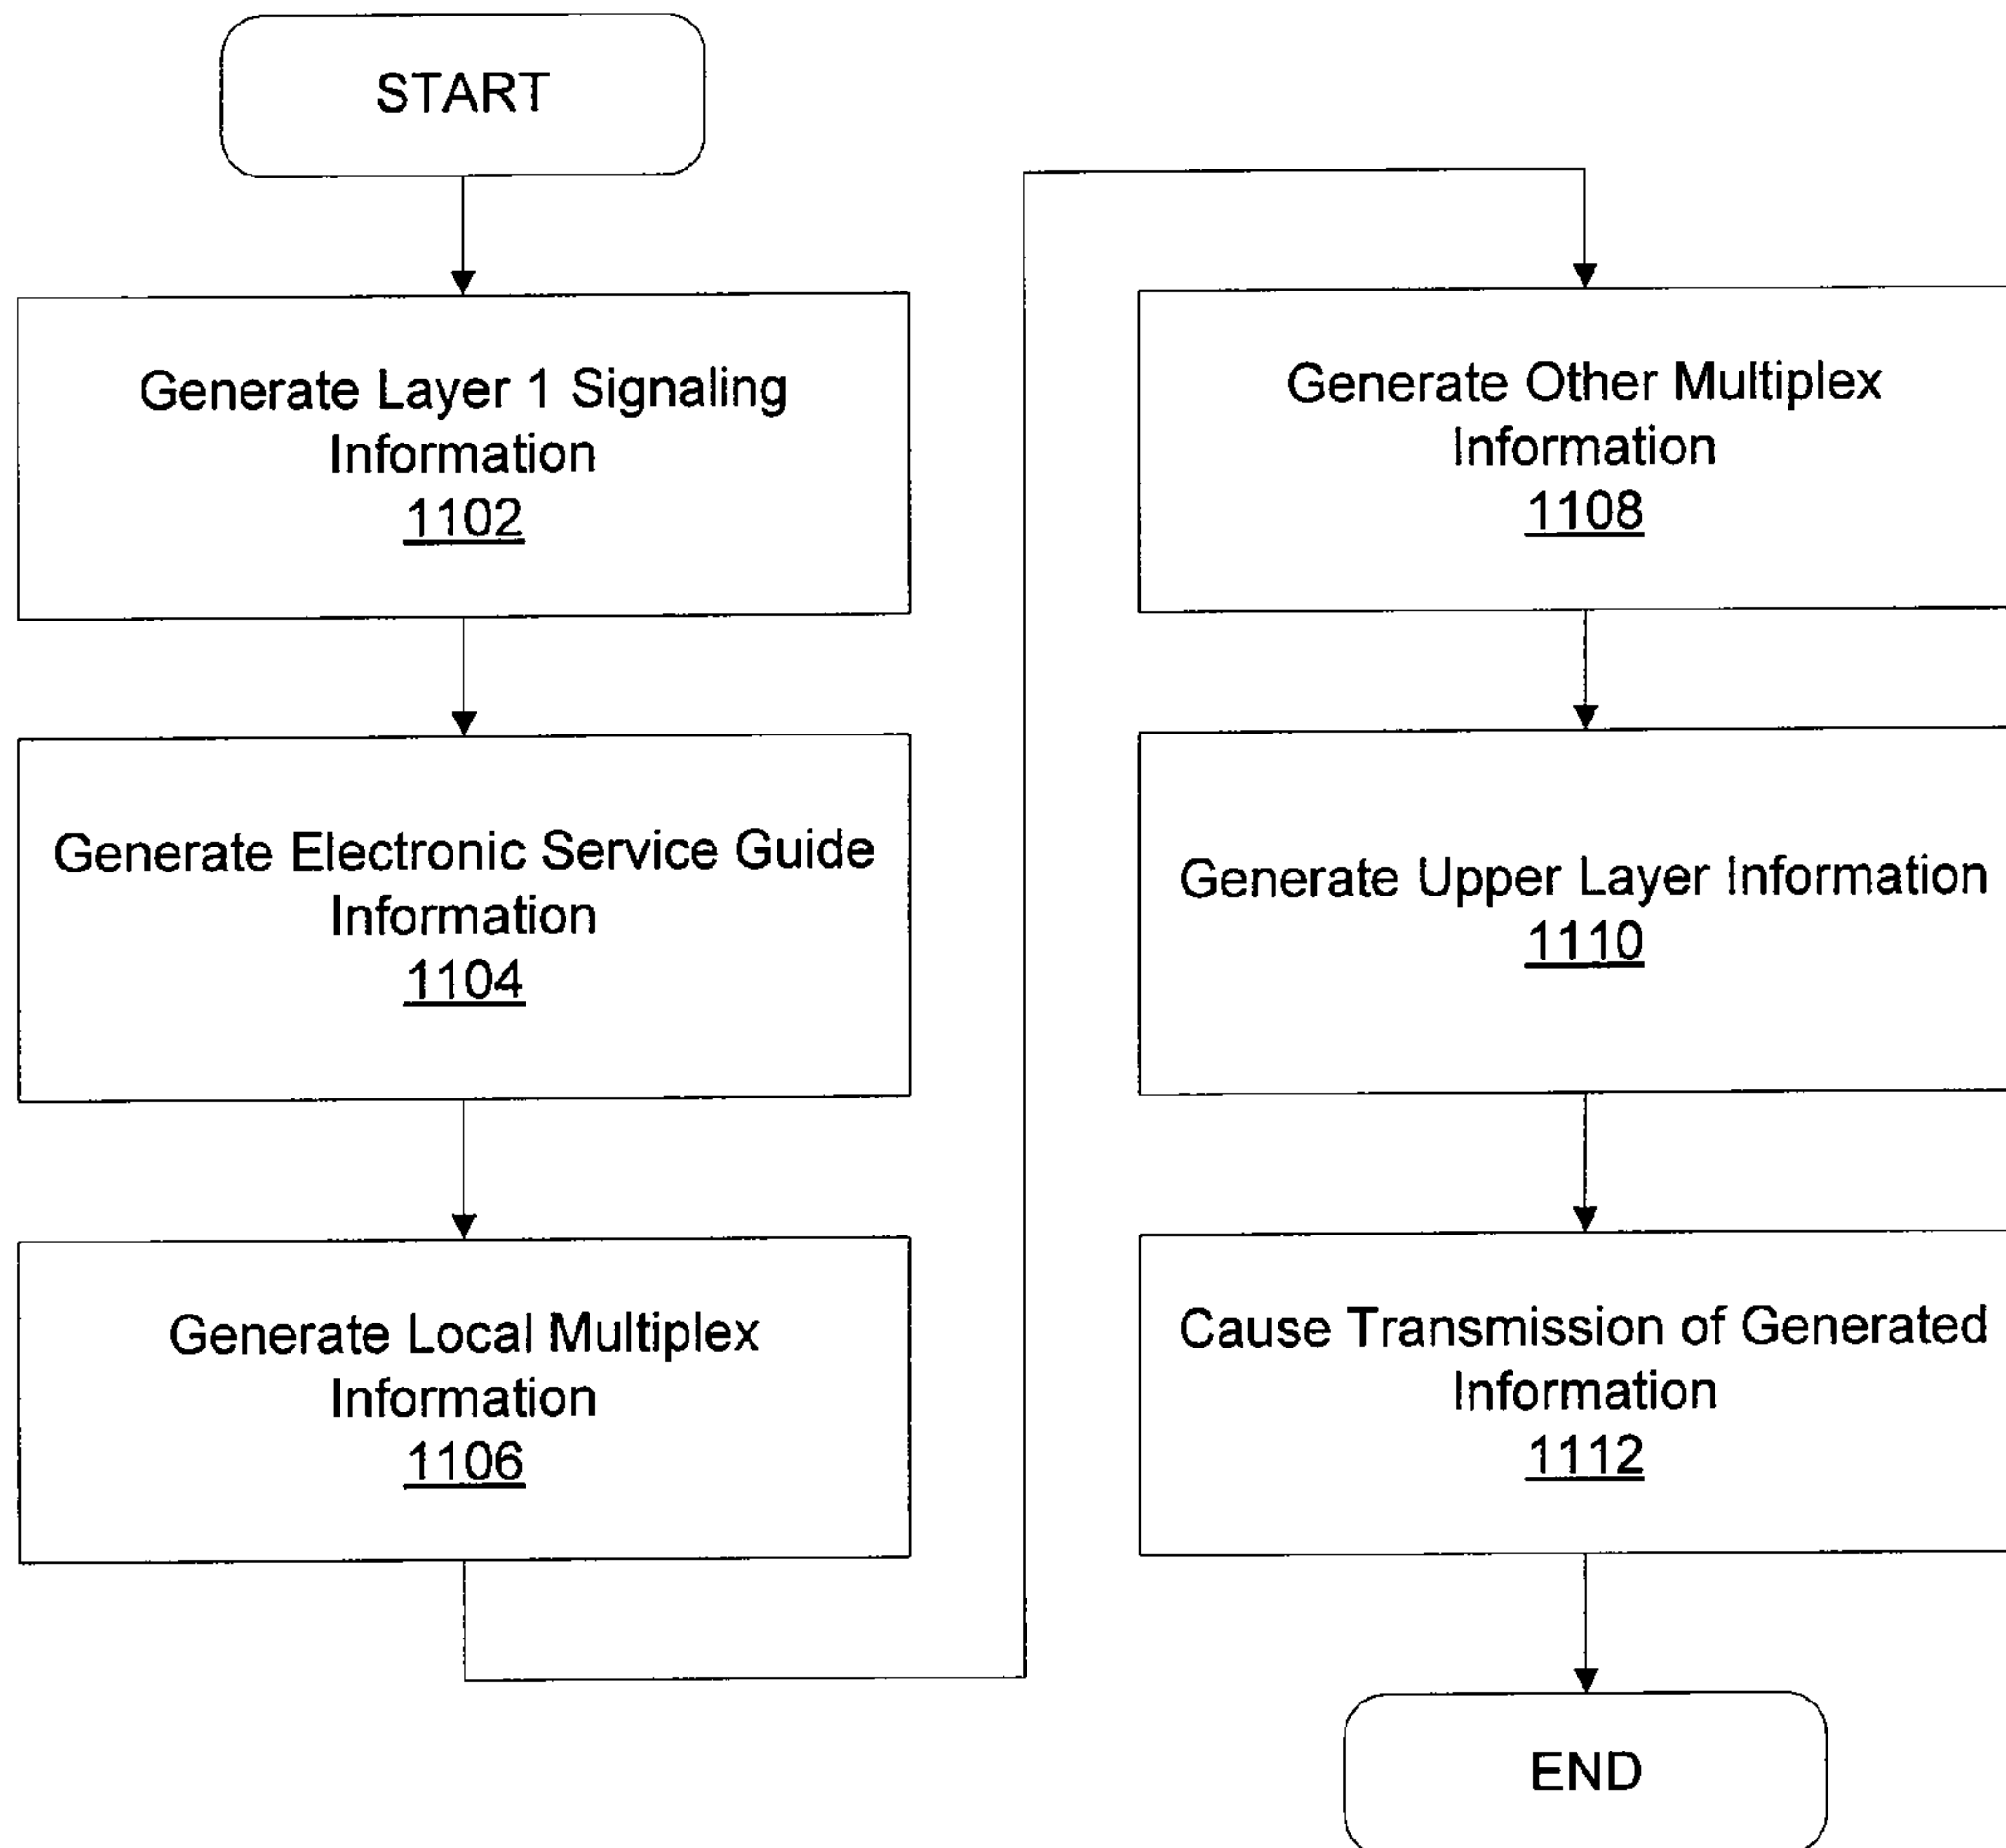 START
Generate Layer 1 Signaling
Information
1102
Generate Electronic Service Guide
Information
1104
Generate Local Multiplex
Information
1106
Generate Other Multiplex
Information
1108
Generate Upper Layer Information
1110
Cause Transmission of Generated
Information
1112
END